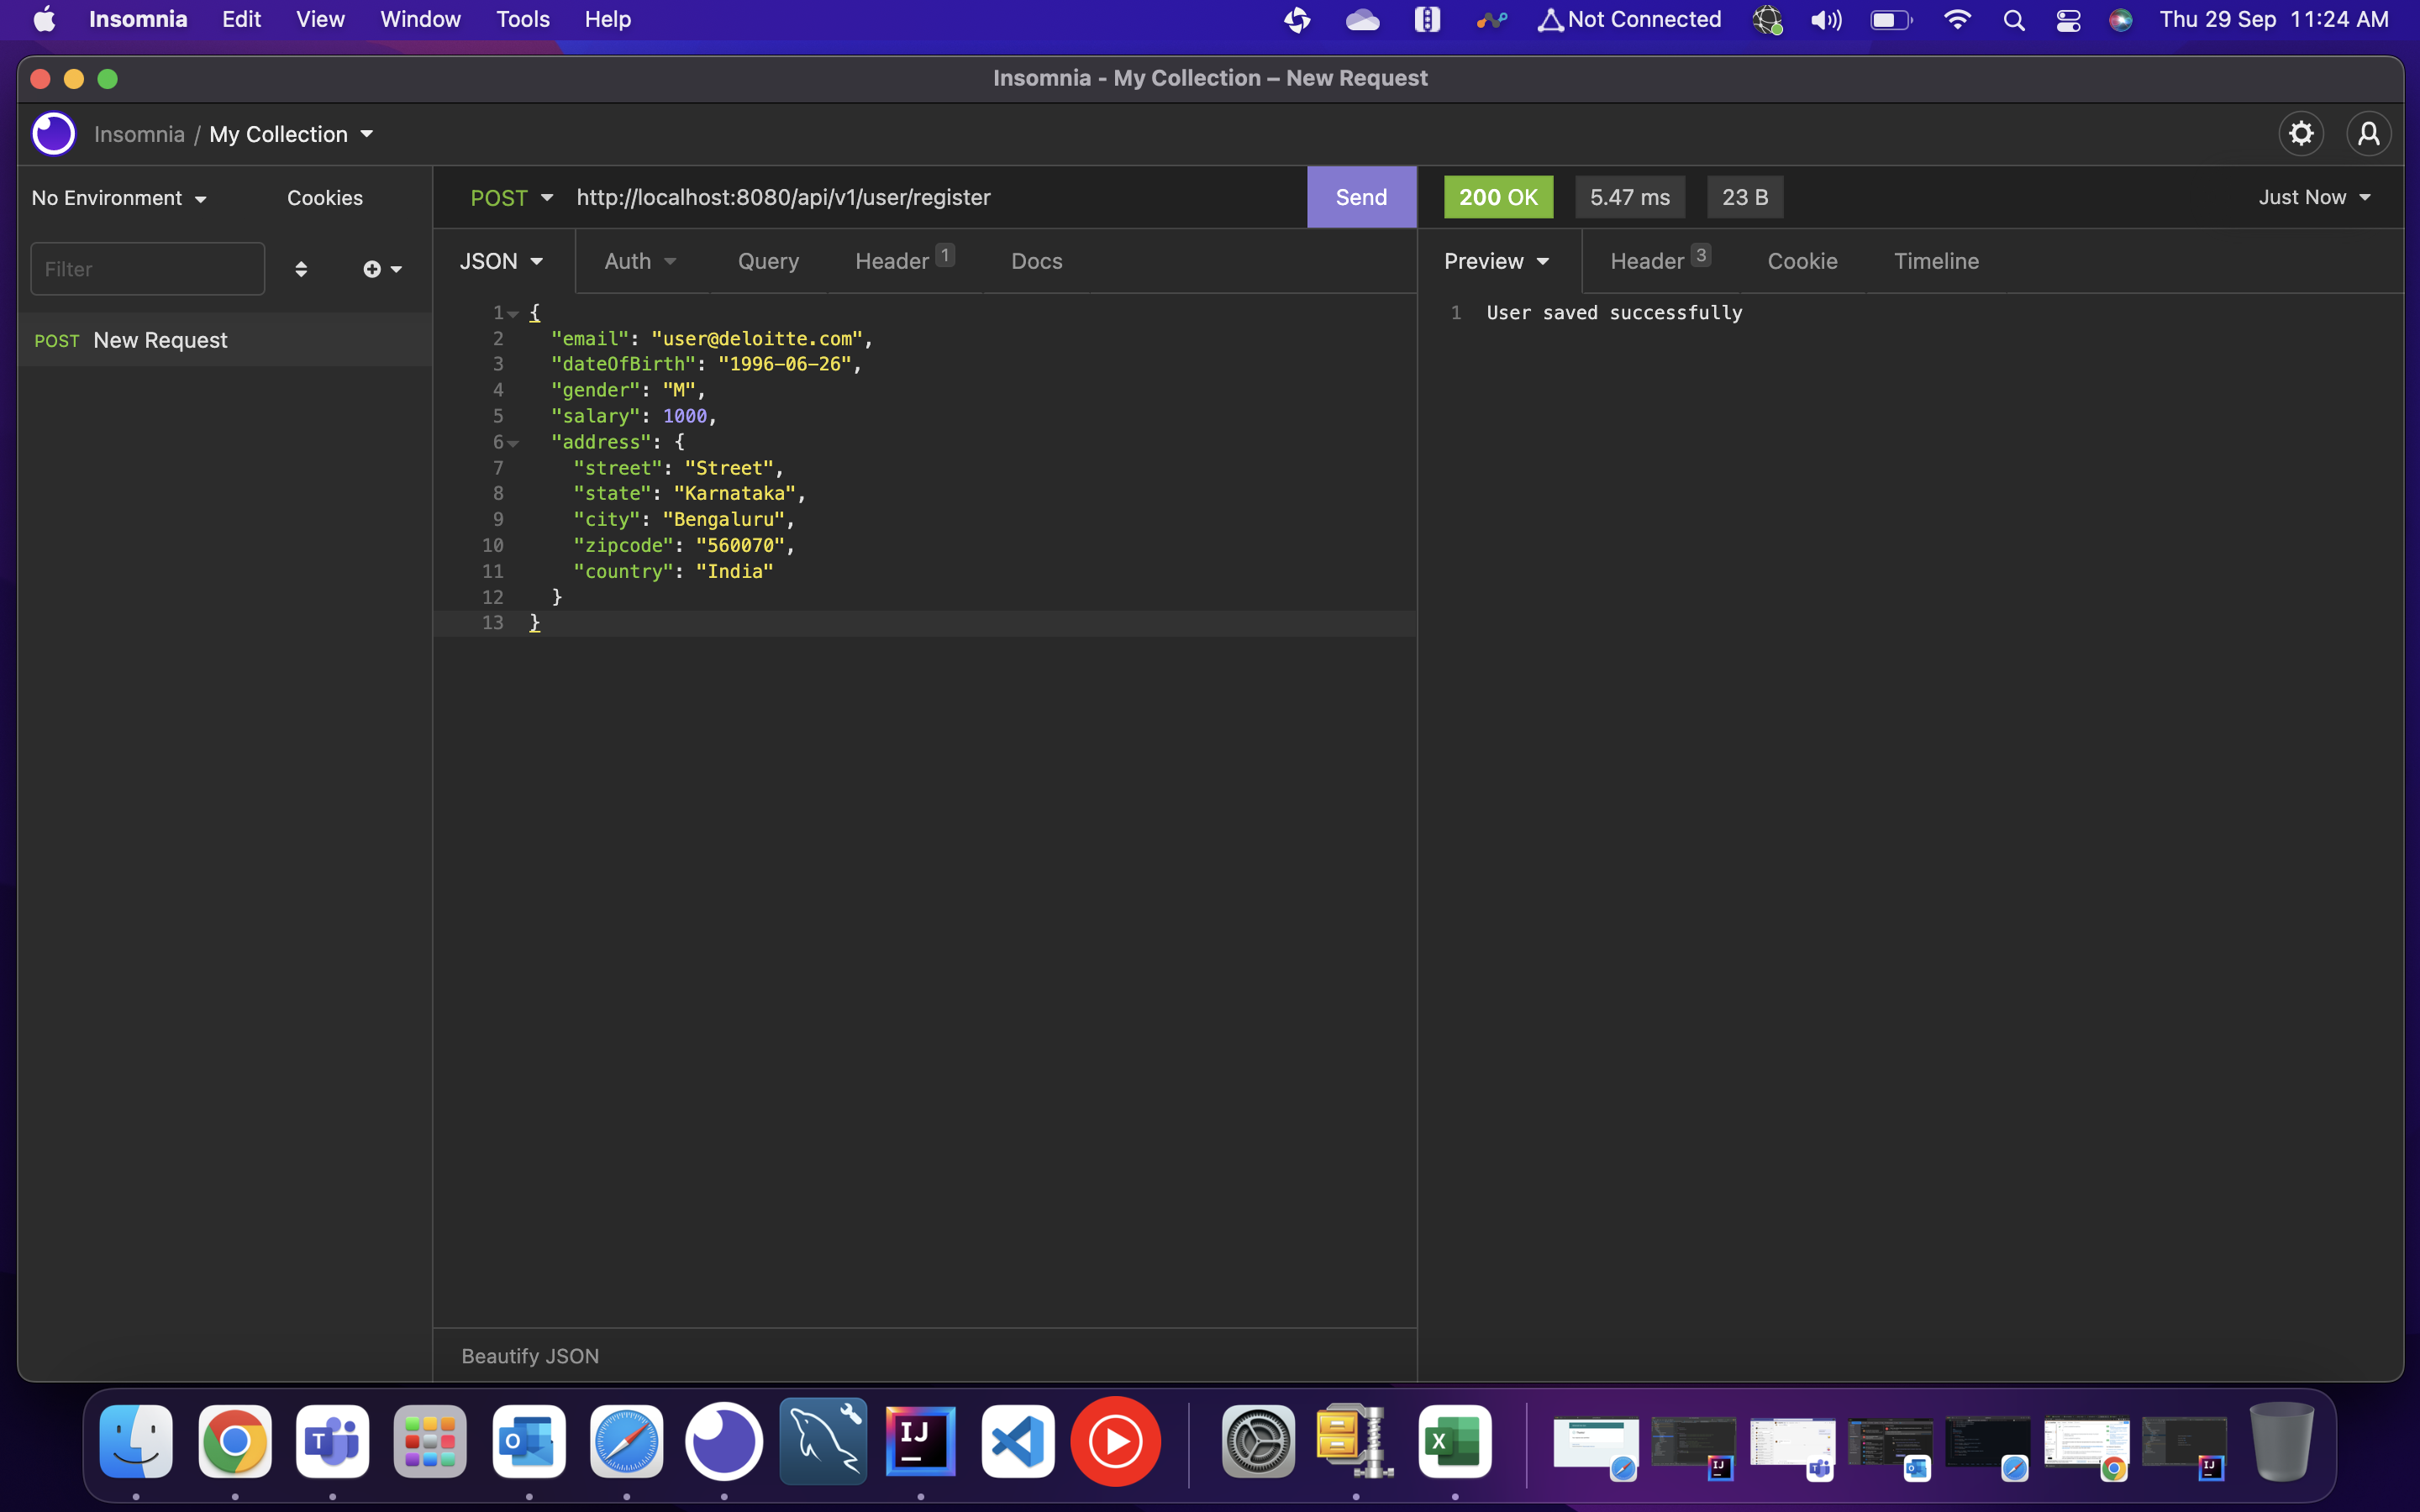 Insomnia Edit View Window Tools Help Not Connected Thu 29 Sep 11:24 AM
Insomnia - My Collection – New Request
Insomnia / My Collection
No Environment Cookies POST http://localhost:8080/api/v1/user/register Send 200 OK 5.47 ms 23 B Just Now
Filter JSON Auth Query Header 1 Docs Preview Header 3 Cookie Timeline
POST New Request
1 {
2 "email": "user@deloitte.com",
3 "dateOfBirth": "1996-06-26",
4 "gender": "M",
5 "salary": 1000,
6 "address": {
7 "street": "Street",
8 "state": "Karnataka",
9 "city": "Bengaluru",
10 "zipcode": "560070",
11 "country": "India"
12 }
13 }
1 User saved successfully
Beautify JSON
T O IJ X IJ IJ